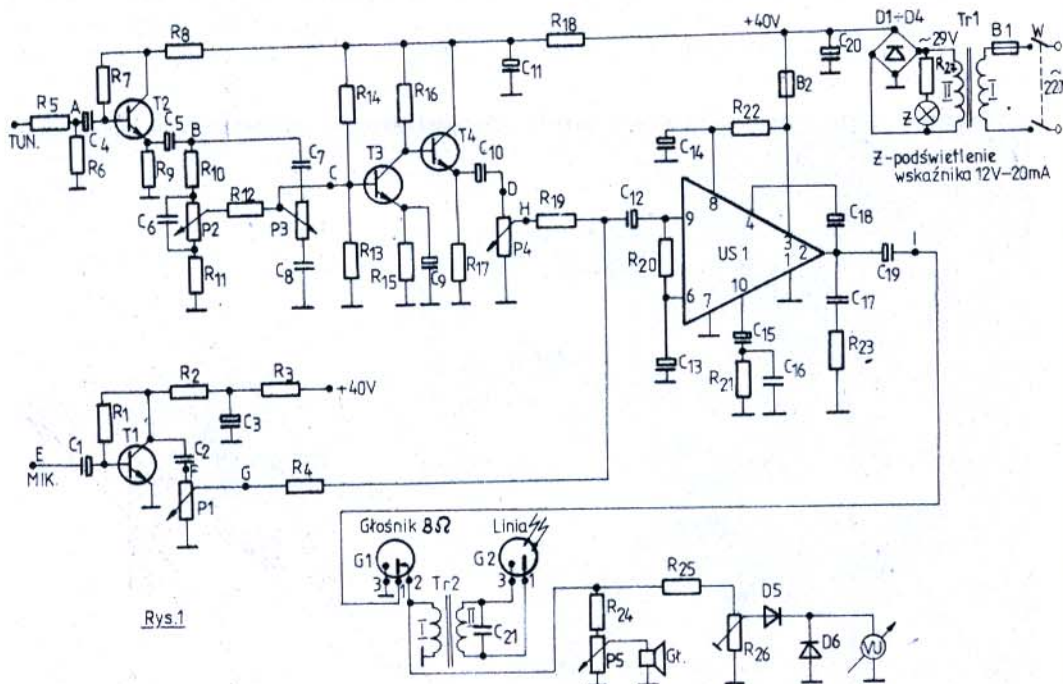 R18
+40V
D1÷D4
Tr1
B1
W
R8
~29V
R7
C11
C20
B2
II
I
~
R5
A
T2
C5
B
R14
R16
T4
C10
R22
C14
Z
TUN.
C4
R6
R9
R10
C7
T3
D
H
R19
C12
8
4
C18
Z-podświetlenie
wskaźnika 12V-20mA
C6
P2
R12
C
P3
P4
9
3
2
US 1
1
C19
I
R11
C8
R13
R15
C9
R17
R20
6
7
10
C17
C15
R23
C13
R21
C16
R2
R3
+40V
R1
C3
E
C1
T1
C2
F
MIK.
P1
G
R4
Głośnik 8Ω
Linia
G1
G2
3
1
2
Tr2
3
1
R25
Rys.1
I
II
C21
R24
D5
P5
Gł.
R26
D6
VU